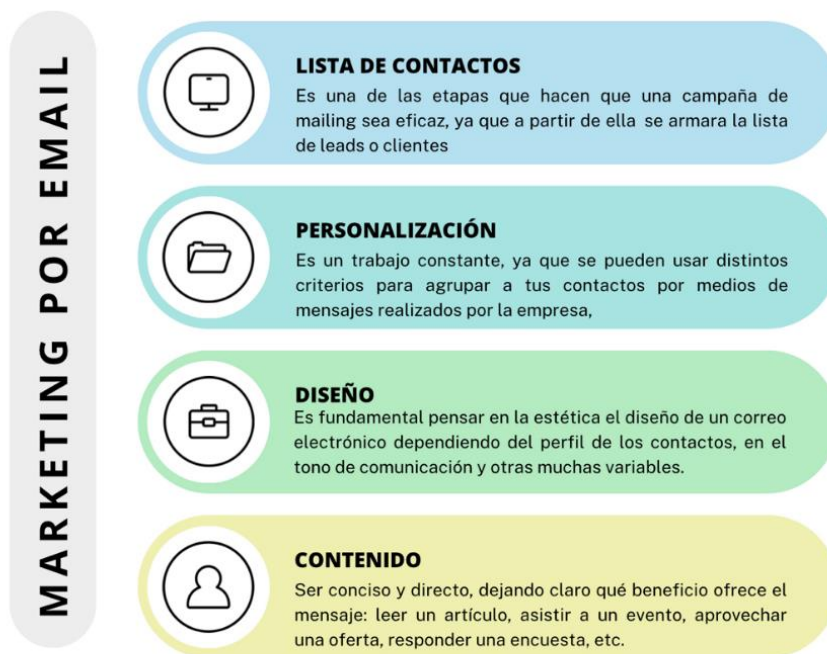 MARKETING POR EMAIL
LISTA DE CONTACTOS
Es una de las etapas que hacen que una campaña de
mailing sea eficaz, ya que a partir de ella se armara la lista
de leads o clientes
PERSONALIZACIÓN
Es un trabajo constante, ya que se pueden usar distintos
criterios para agrupar a tus contactos por medios de
mensajes realizados por la empresa,
DISEÑO
Es fundamental pensar en la estética el diseño de un correo
electrónico dependiendo del perfil de los contactos, en el
tono de comunicación y otras muchas variables.
CONTENIDO
Ser conciso y directo, dejando claro qué beneficio ofrece el
mensaje: leer un artículo, asistir a un evento, aprovechar
una oferta, responder una encuesta, etc.